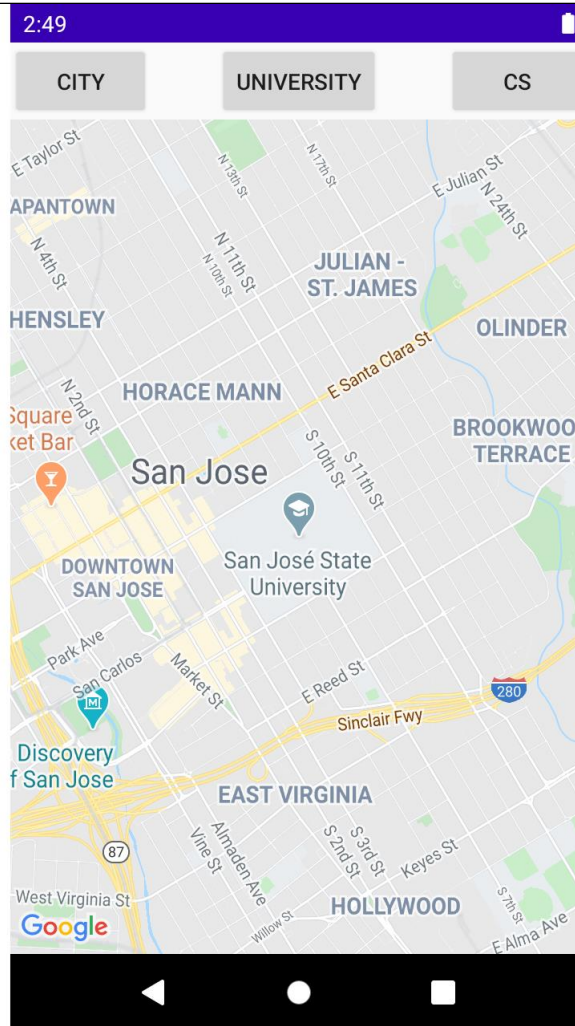 2:49
CITY
UNIVERSITY
CS
E Taylor St
N 13th St
N 17th St
E Julian St
N 24th St
APANTOWN
N 4th St
N 11th St
N 10th St
JULIAN -
ST. JAMES
HENSLEY
OLINDER
E Santa Clara St
HORACE MANN
N 2nd St
Square
ket Bar
BROOKWOO
TERRACE
S 10th St
S 11th St
San Jose
San José State
University
DOWNTOWN
SAN JOSE
Park Ave
San Carlos
Market St
E Reed St
280
Sinclair Fwy
Discovery
f San Jose
EAST VIRGINIA
87
Vine St
Almaden Ave
S 2nd St
S 3rd St
Keyes St
West Virginia St
HOLLYWOOD
S 7th St
Google
Willow St
E Alma Ave